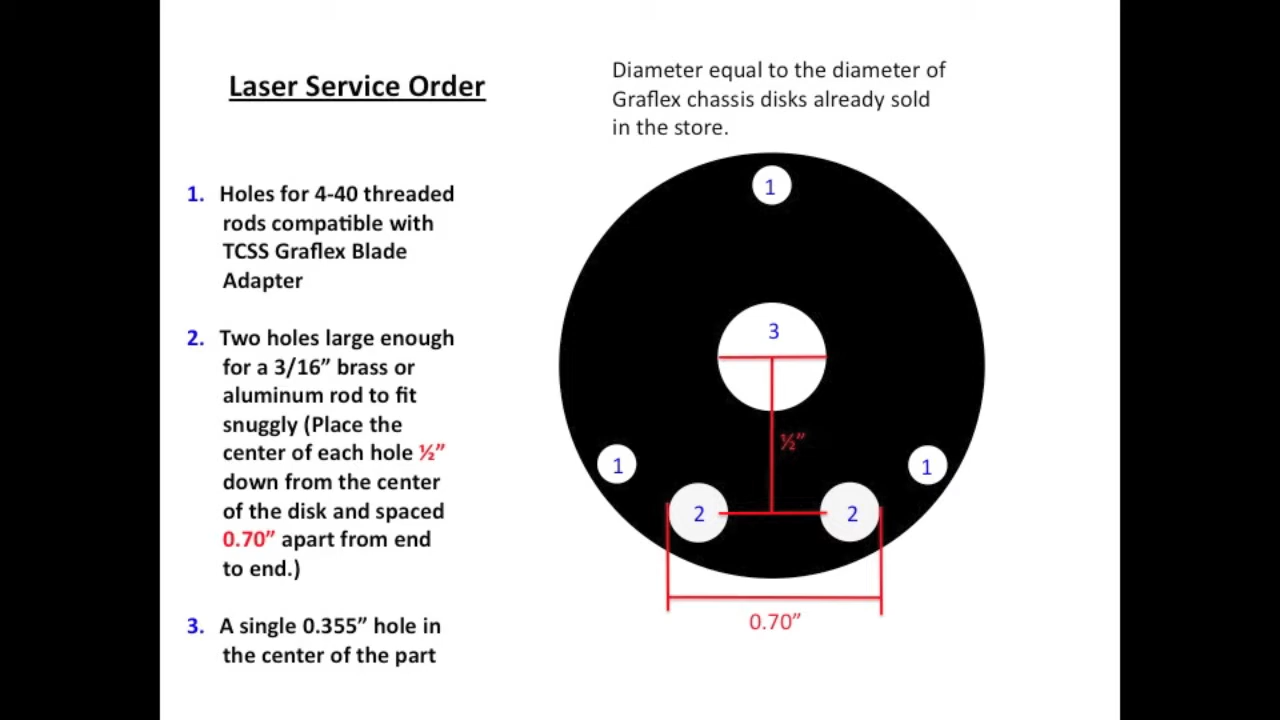 Laser Service Order
Diameter equal to the diameter of
Graflex chassis disks already sold
in the store.
1. Holes for 4-40 threaded
rods compatible with
TCSS Graflex Blade
Adapter
2. Two holes large enough
for a 3/16” brass or
aluminum rod to fit
snuggly (Place the
center of each hole ½”
down from the center
of the disk and spaced
0.70” apart from end
to end.)
3. A single 0.355” hole in
the center of the part
1
3
½”
1
1
2
2
0.70”